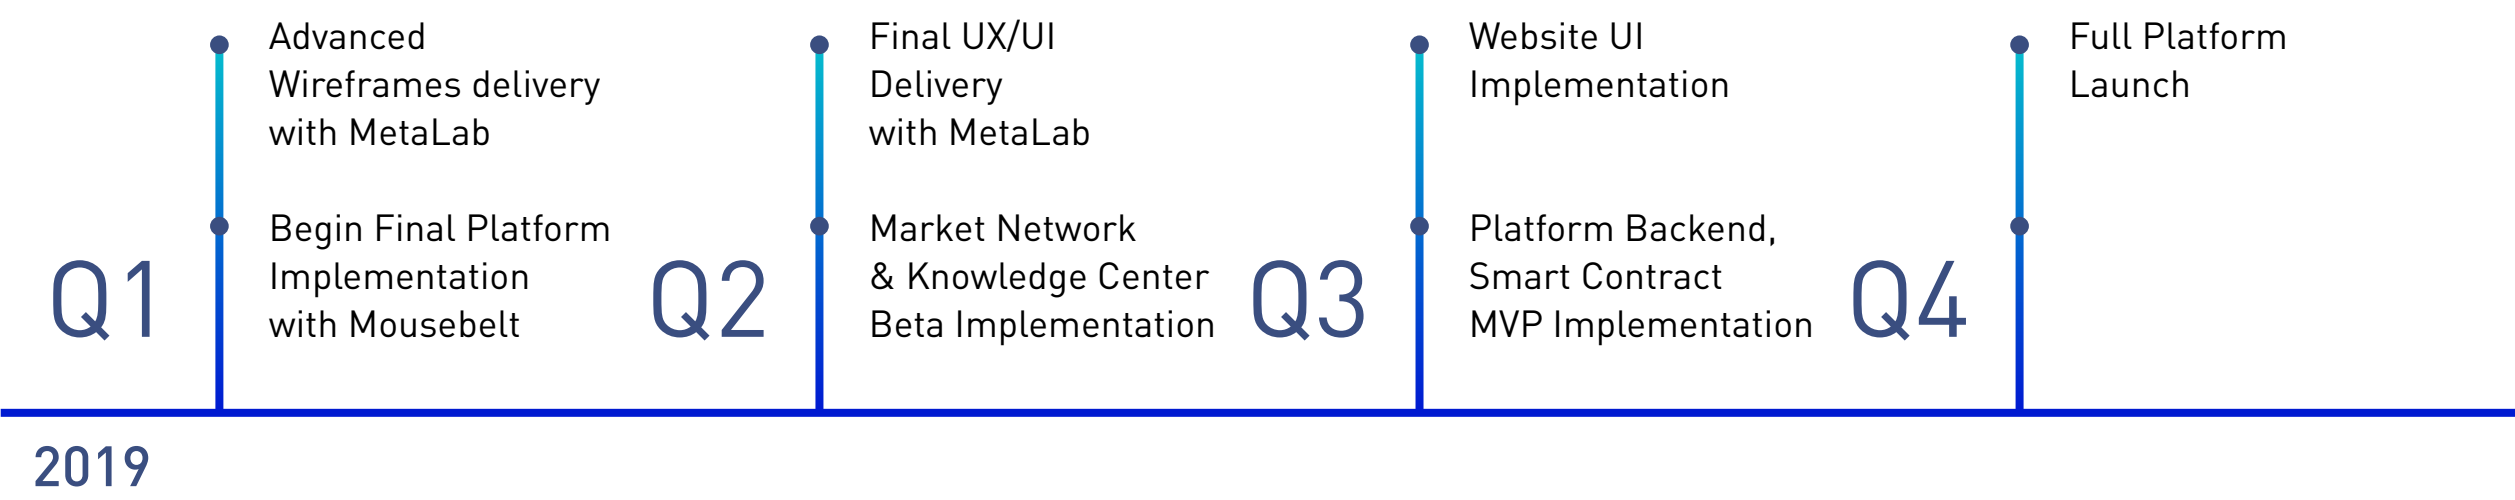 Advanced
Wireframes delivery
with MetaLab
Begin Final Platform
Implementation
with Mousebelt
Q1
Final UX/UI
Delivery
with MetaLab
Market Network
& Knowledge Center
Beta Implementation
Q2
Website UI
Implementation
Platform Backend,
Smart Contract
MVP Implementation
Q3
Full Platform
Launch
Q4
2019